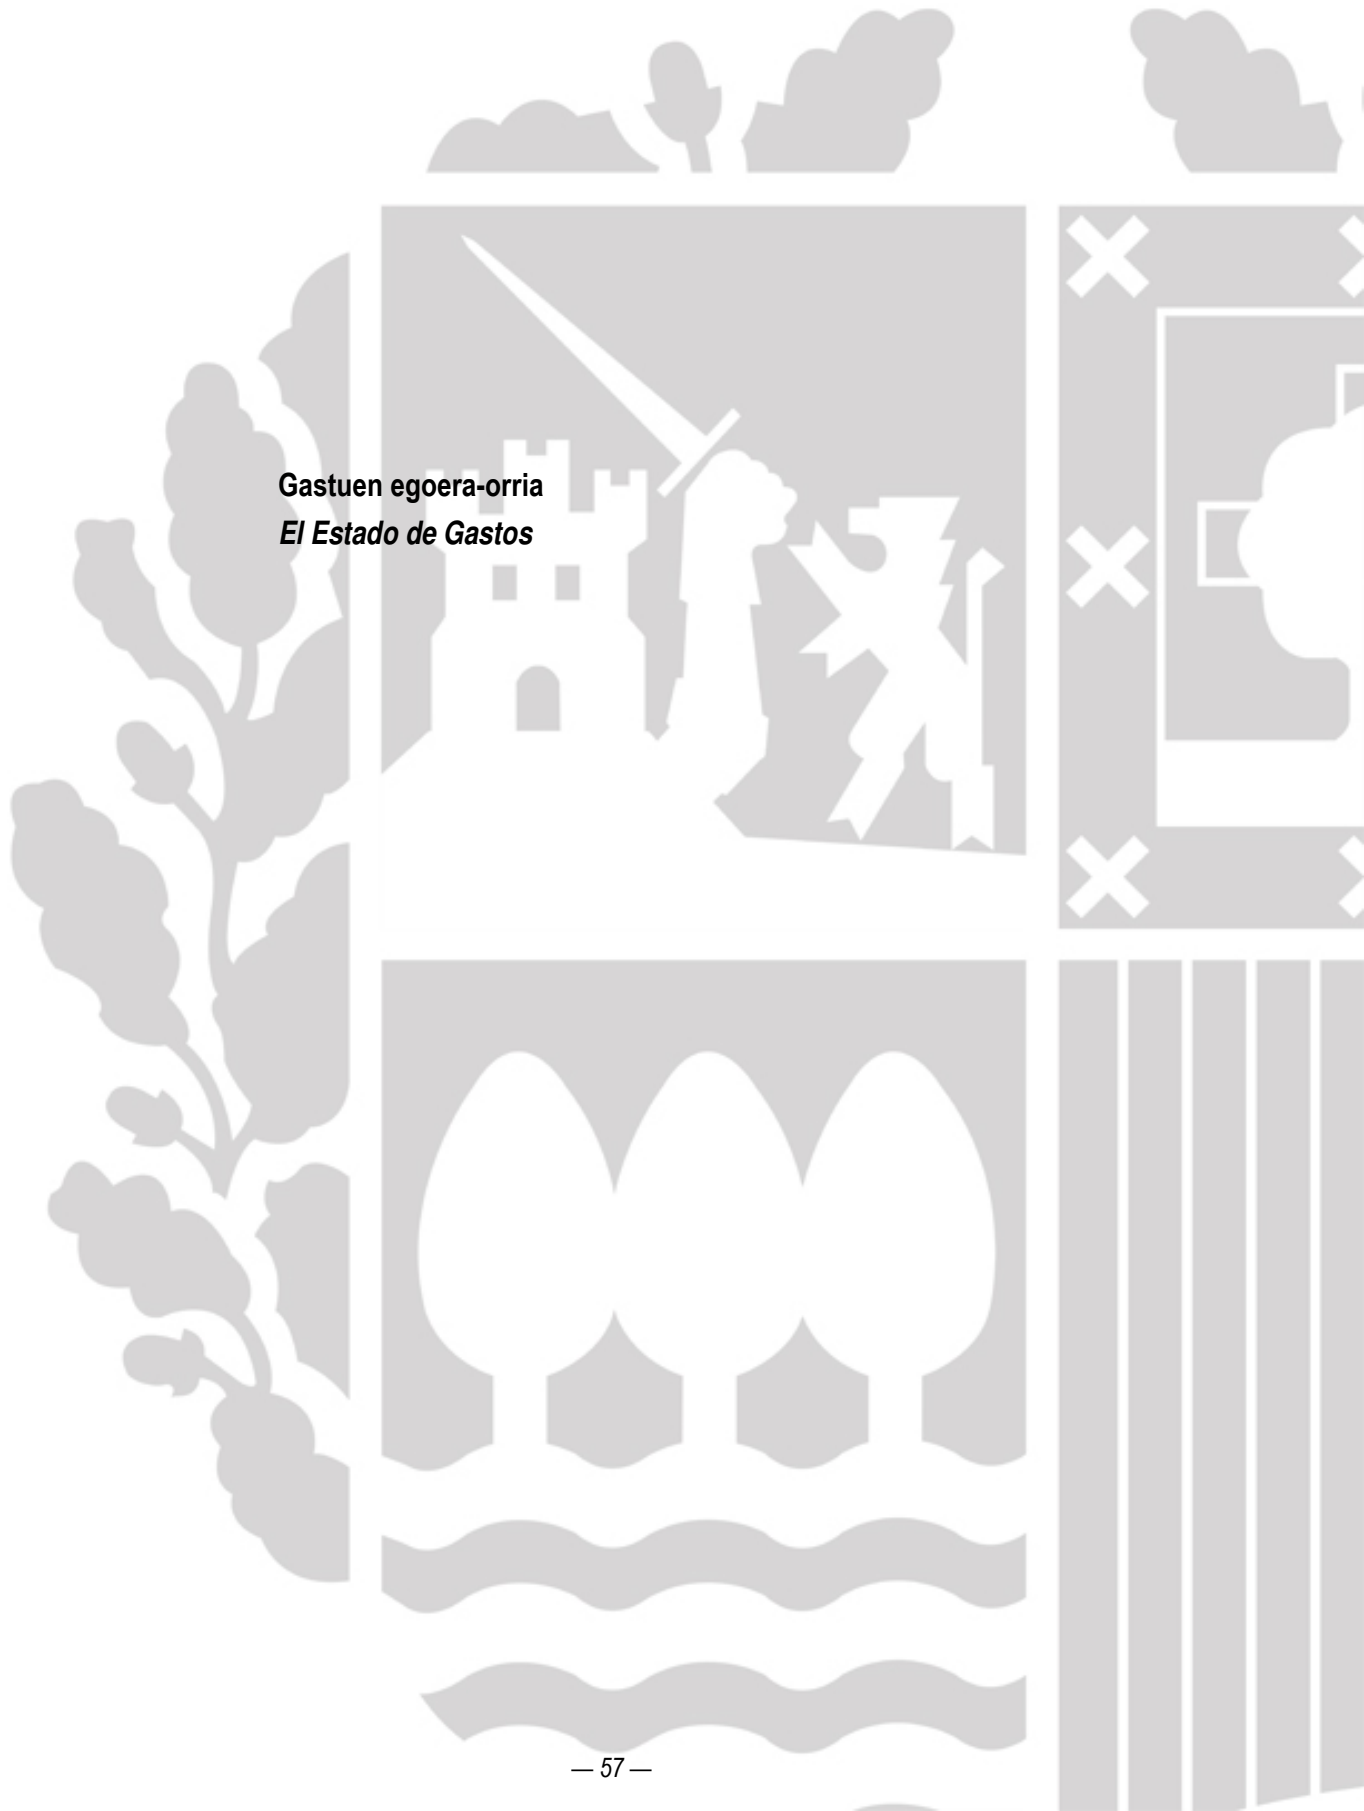 Gastuen egoera-orria
El Estado de Gastos
— 57 —